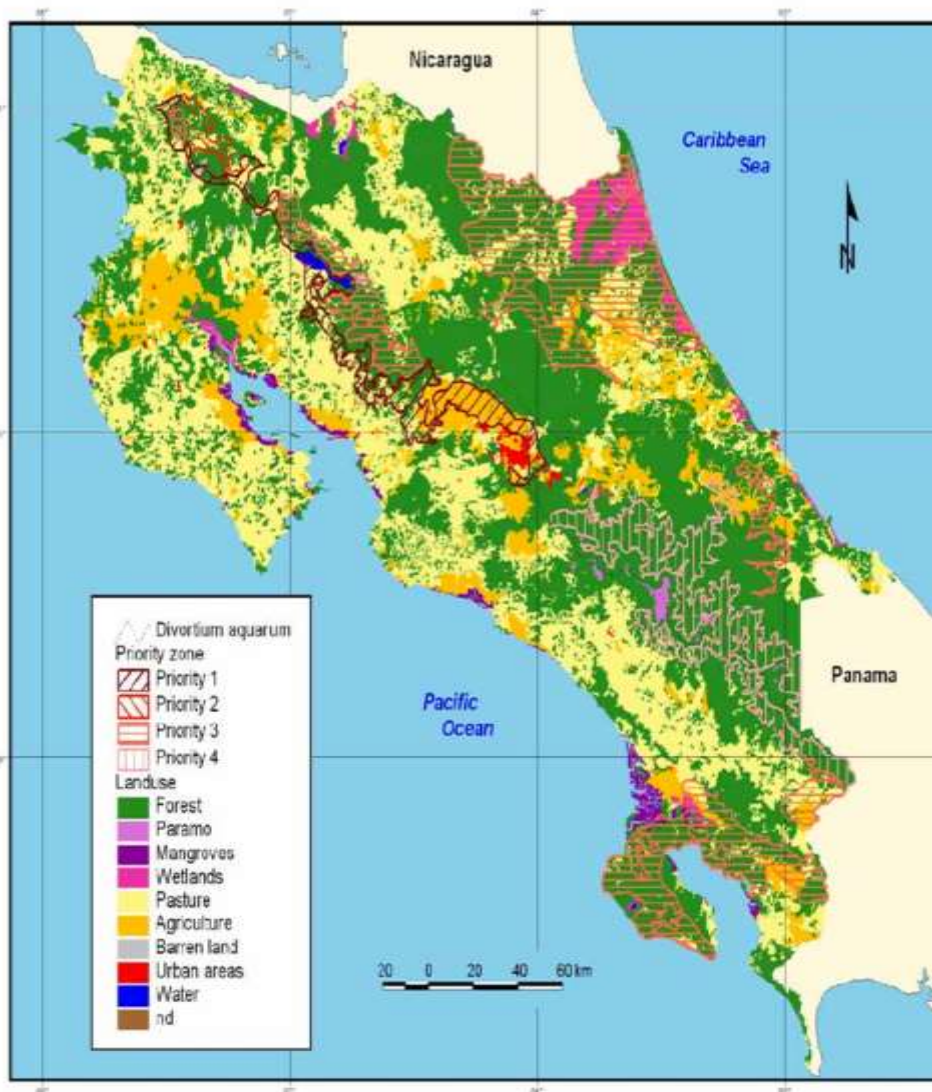 Nicaragua
Caribbean
Sea
N
Panama
Pacific
Ocean
Divortium aquarum
Priority zone
Priority 1
Priority 2
Priority 3
Priority 4
Landuse
Forest
Paramo
Mangroves
Wetlands
Pasture
Agriculture
Barren land
Urban areas
Water
nd
20 0 20 40 60 km